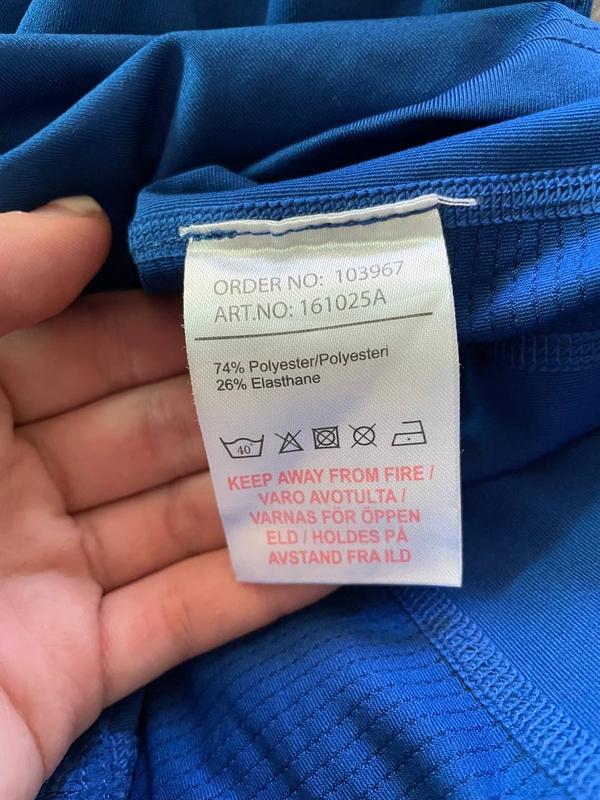 ORDER NO: 103967
ART.NO: 161025A
74% Polyester/Polyesteri
26% Elasthane
40°
KEEP AWAY FROM FIRE /
VARO AVOTULTA /
VARNAS FÖR ÖPPEN
ELD / HOLDES PÅ
AVSTAND FRA ILD